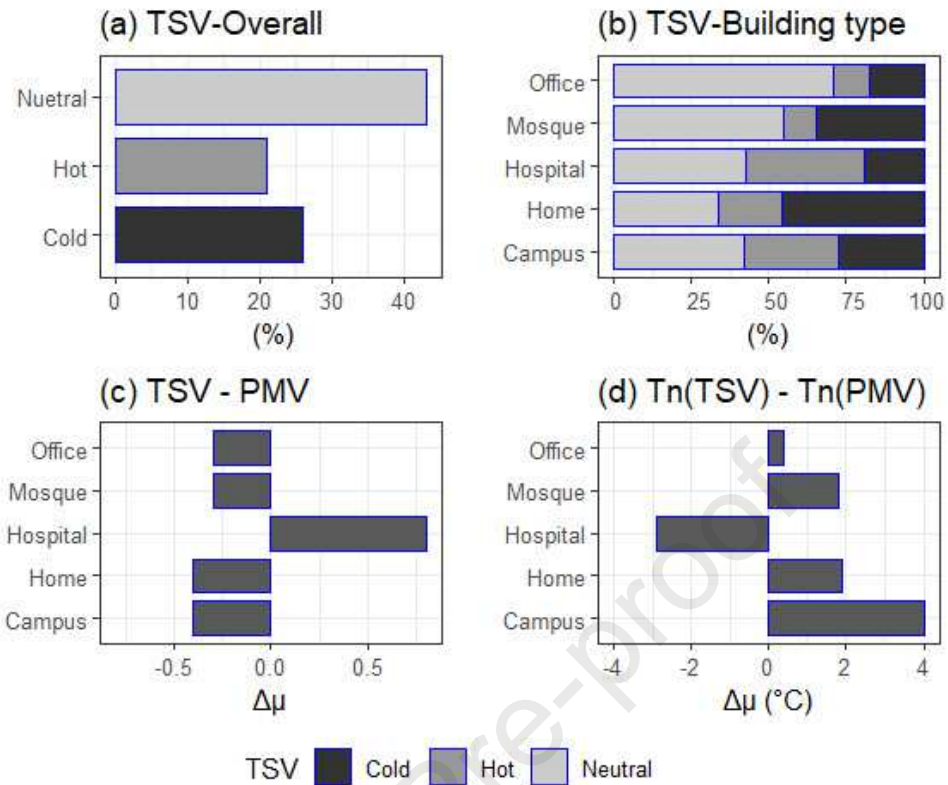 (a) TSV-Overall
Nuetral
Hot
Cold
0 10 20 30 40
(%)
(b) TSV-Building type
Office
Mosque
Hospital
Home
Campus
0 25 50 75 100
(%)
(c) TSV - PMV
Office
Mosque
Hospital
Home
Campus
-0.5 0.0 0.5
Δμ
(d) Tn(TSV) - Tn(PMV)
Office
Mosque
Hospital
Home
Campus
-4 -2 0 2 4
Δμ (°C)
TSV Cold Hot Neutral
pre-proof